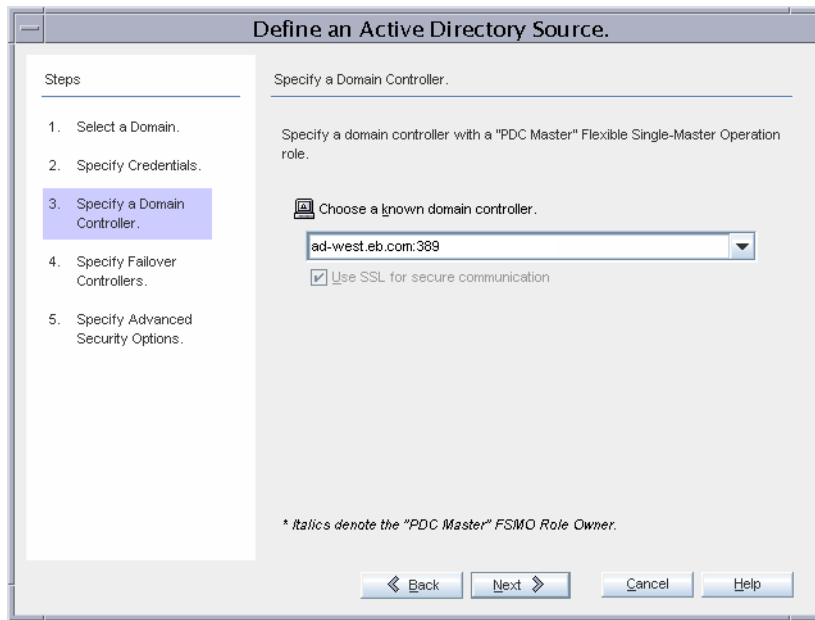 Define an Active Directory Source.
Steps
1. Select a Domain.
2. Specify Credentials.
3. Specify a Domain
Controller.
4. Specify Failover
Controllers.
5. Specify Advanced
Security Options.
Specify a Domain Controller.
Specify a domain controller with a "PDC Master" Flexible Single-Master Operation
role.
Choose a known domain controller.
ad-west.eb.com:389
Use SSL for secure communication
* Italics denote the "PDC Master" FSMO Role Owner.
Back Next Cancel Help